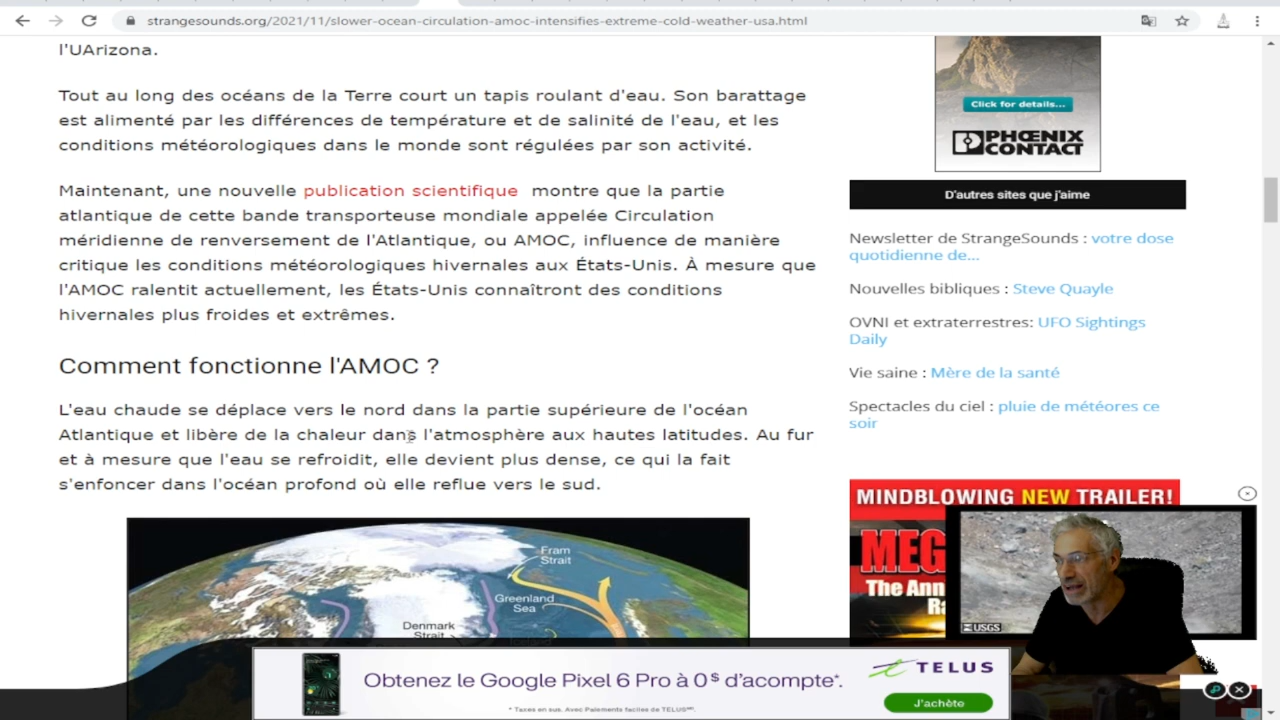 strangesounds.org/2021/11/slower-ocean-circulation-amoc-intensifies-extreme-cold-weather-usa.html
l'UArizona.
Tout au long des océans de la Terre court un tapis roulant d'eau. Son barattage
est alimenté par les différences de température et de salinité de l'eau, et les
conditions météorologiques dans le monde sont régulées par son activité.
Maintenant, une nouvelle publication scientifique montre que la partie
atlantique de cette bande transporteuse mondiale appelée Circulation
méridienne de renversement de l'Atlantique, ou AMOC, influence de manière
critique les conditions météorologiques hivernales aux États-Unis. À mesure que
l'AMOC ralentit actuellement, les États-Unis connaîtront des conditions
hivernales plus froides et extrêmes.
Comment fonctionne l'AMOC ?
L'eau chaude se déplace vers le nord dans la partie supérieure de l'océan
Atlantique et libère de la chaleur dans l'atmosphère aux hautes latitudes. Au fur
et à mesure que l'eau se refroidit, elle devient plus dense, ce qui la fait
s'enfoncer dans l'océan profond où elle reflue vers le sud.
Fram
Strait
Greenland
Sea
Denmark
Strait
Click for details...
PHŒNIX
CONTACT
D'autres sites que j'aime
Newsletter de StrangeSounds : votre dose
quotidienne de...
Nouvelles bibliques : Steve Quayle
OVNI et extraterrestres: UFO Sightings
Daily
Vie saine : Mère de la santé
Spectacles du ciel : pluie de météores ce
soir
MINDBLOWING NEW TRAILER!
MEG
The Ann
USGS
Obtenez le Google Pixel 6 Pro à 0$ d'acompte*.
* Taxes en sus. Avec Paiements faciles de TELUS
TELUS
J'achète